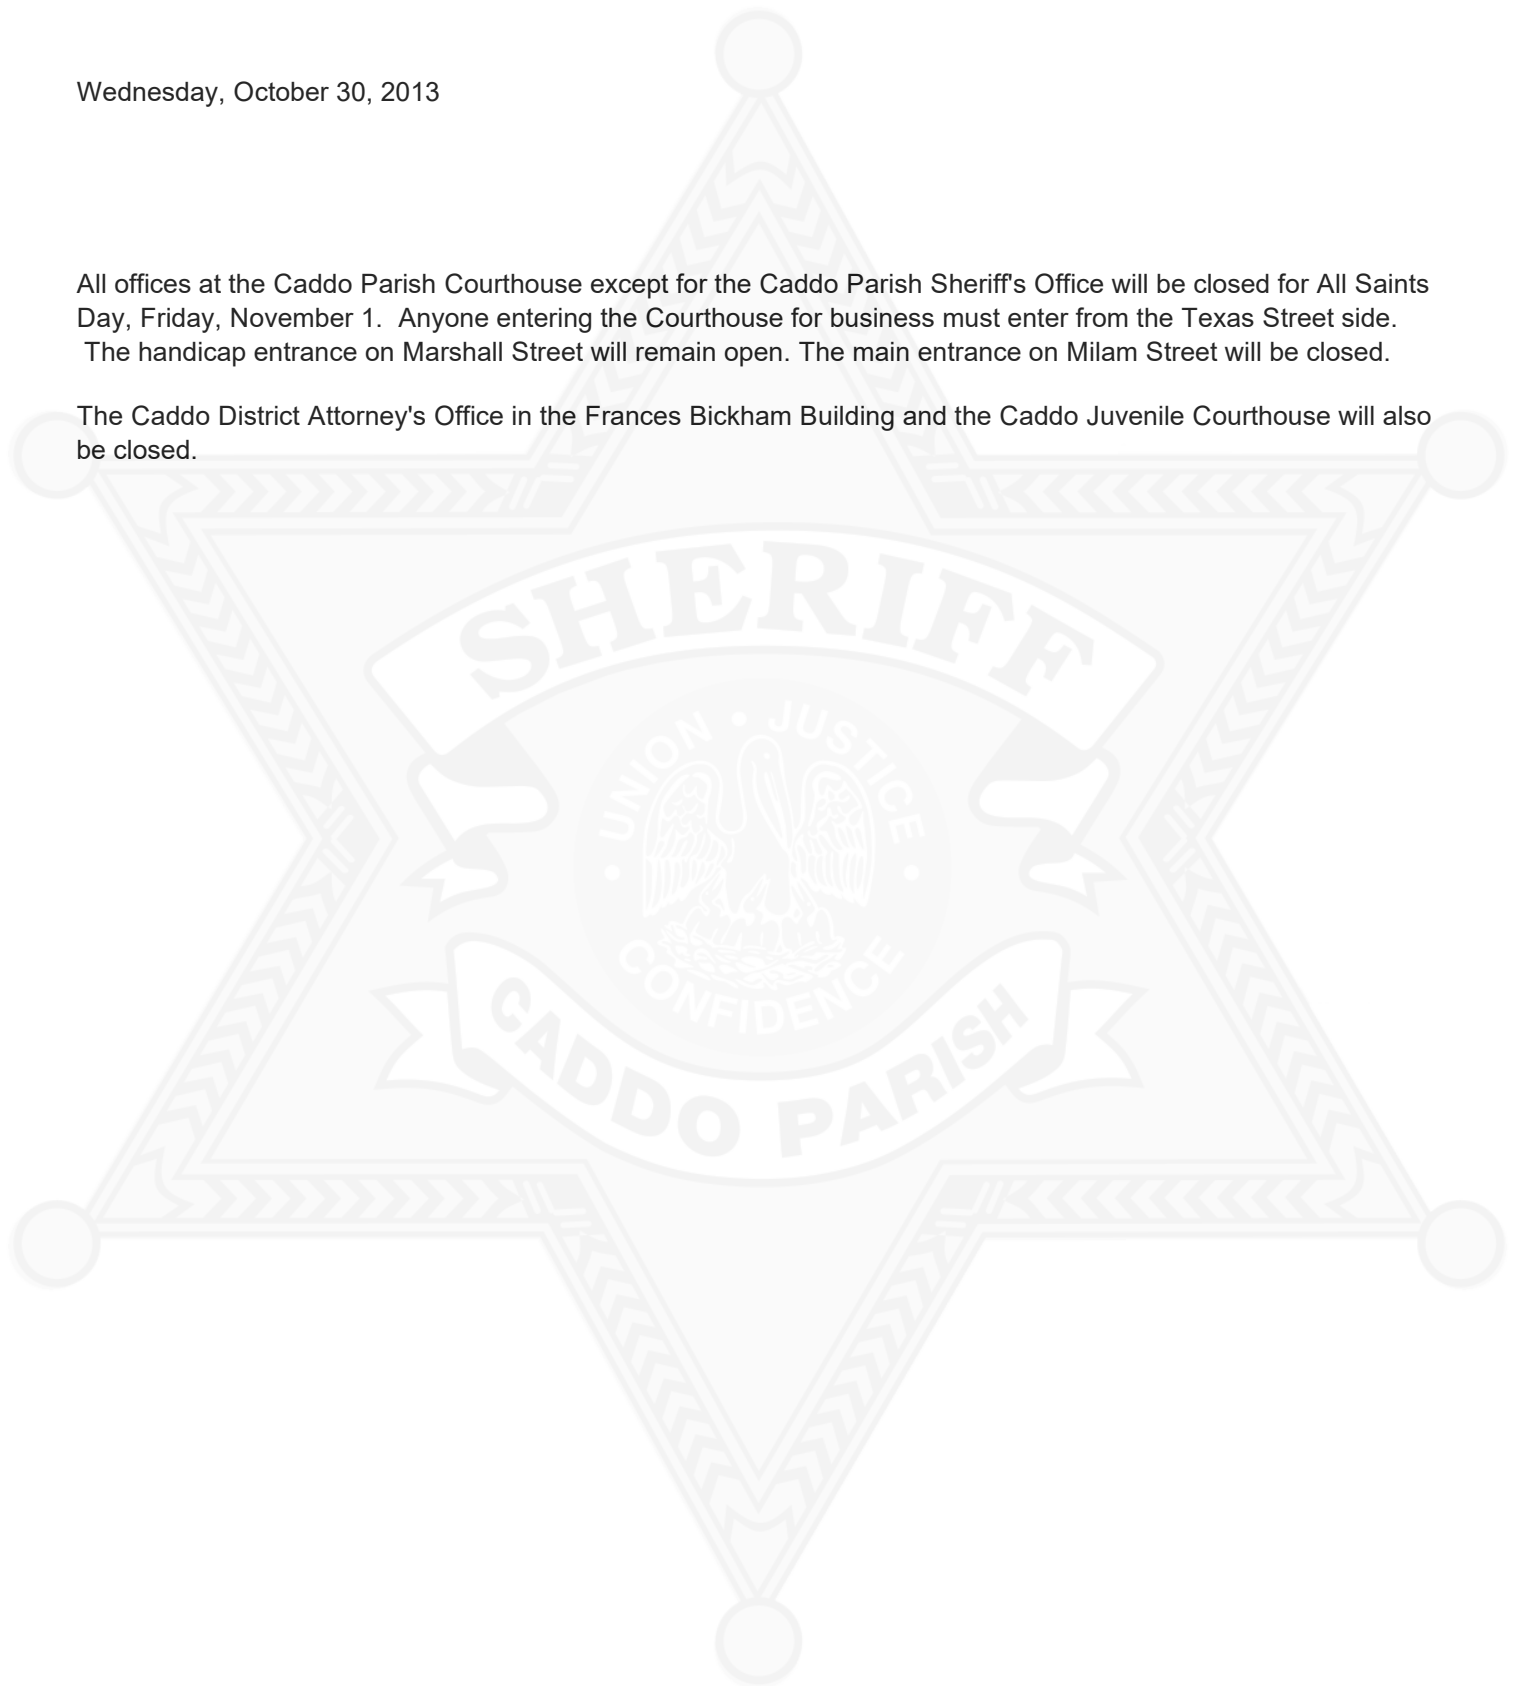 Wednesday, October 30, 2013
All offices at the Caddo Parish Courthouse except for the Caddo Parish Sheriff's Office will be closed for All Saints
Day, Friday, November 1.  Anyone entering the Courthouse for business must enter from the Texas Street side.
The handicap entrance on Marshall Street will remain open. The main entrance on Milam Street will be closed.
The Caddo District Attorney's Office in the Frances Bickham Building and the Caddo Juvenile Courthouse will also
be closed.
SHERIFF
UNION • JUSTICE
• CONFIDENCE •
CADDO PARISH